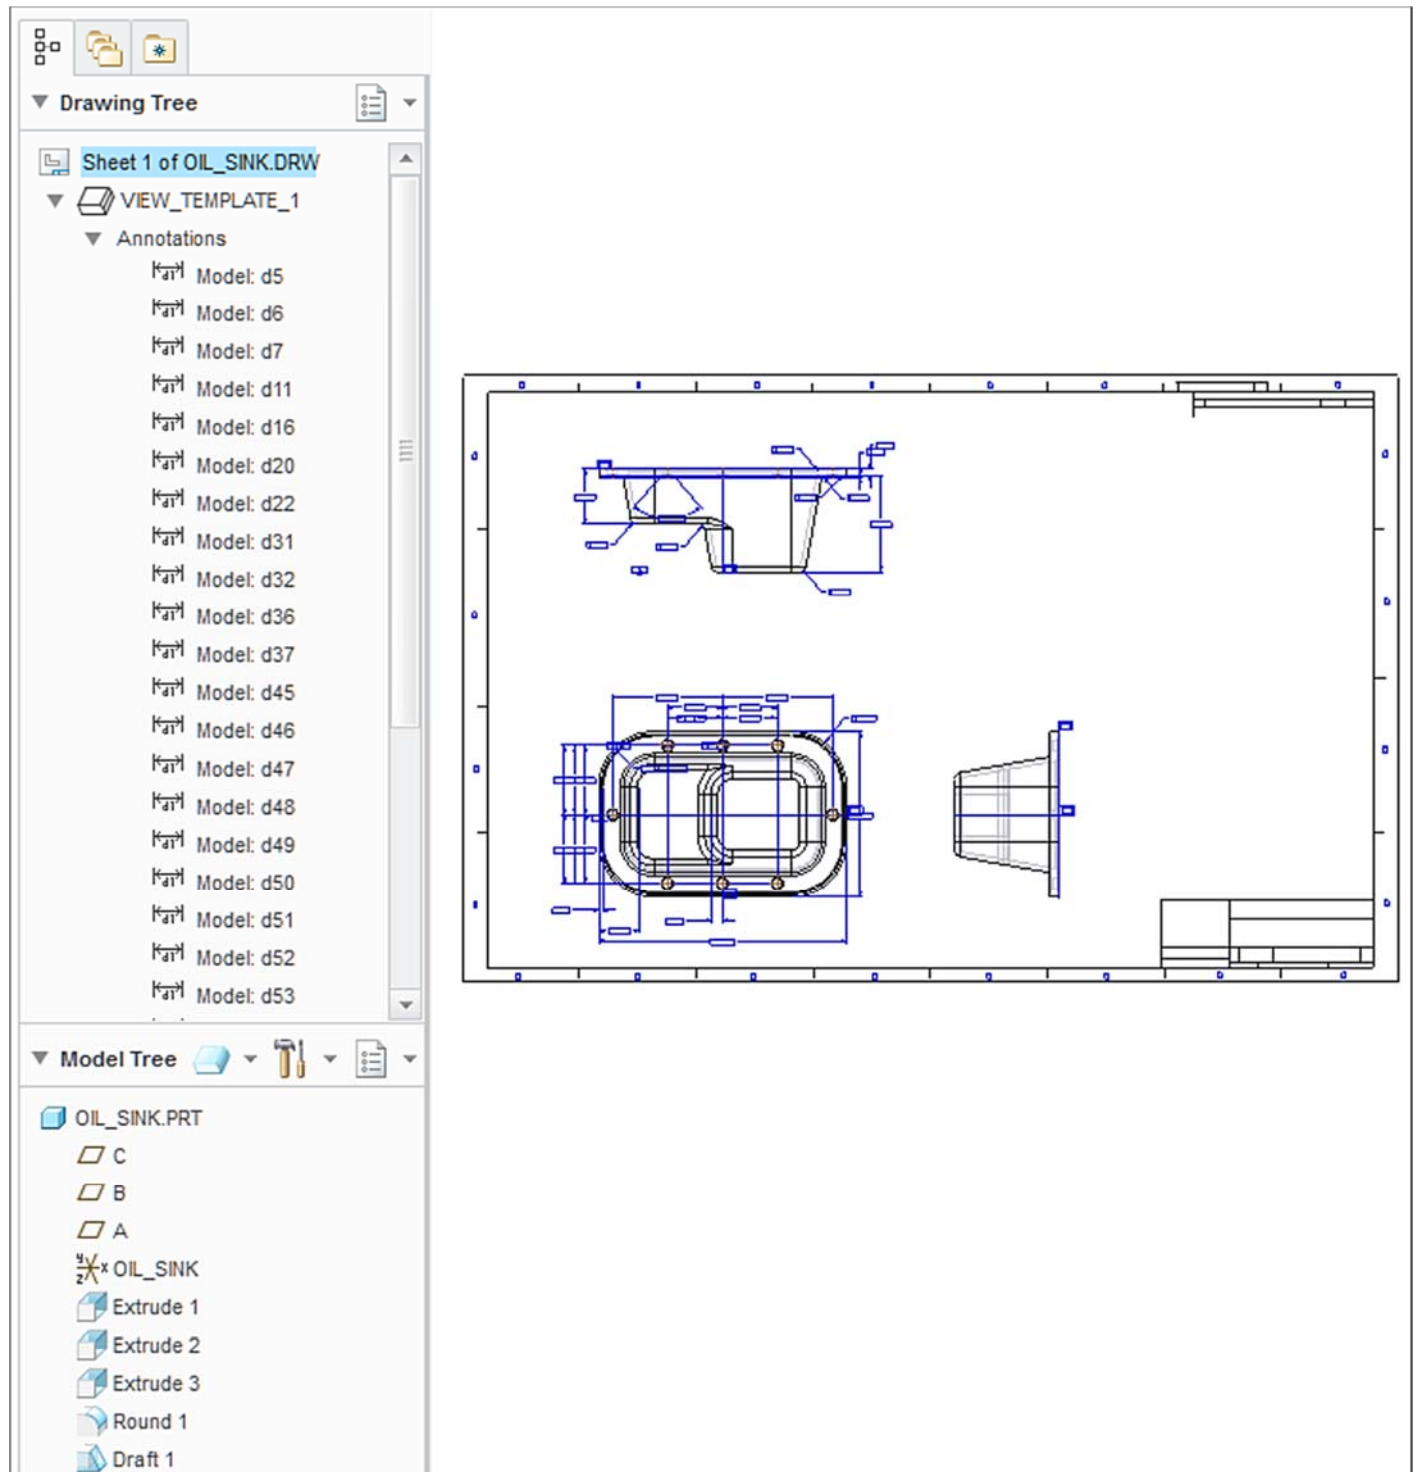 Drawing Tree
Sheet 1 of OIL_SINK.DRW
VIEW_TEMPLATE_1
Annotations
Model: d5
Model: d6
Model: d7
Model: d11
Model: d16
Model: d20
Model: d22
Model: d31
Model: d32
Model: d36
Model: d37
Model: d45
Model: d46
Model: d47
Model: d48
Model: d49
Model: d50
Model: d51
Model: d52
Model: d53
Model Tree
OIL_SINK.PRT
C
B
A
OIL_SINK
Extrude 1
Extrude 2
Extrude 3
Round 1
Draft 1